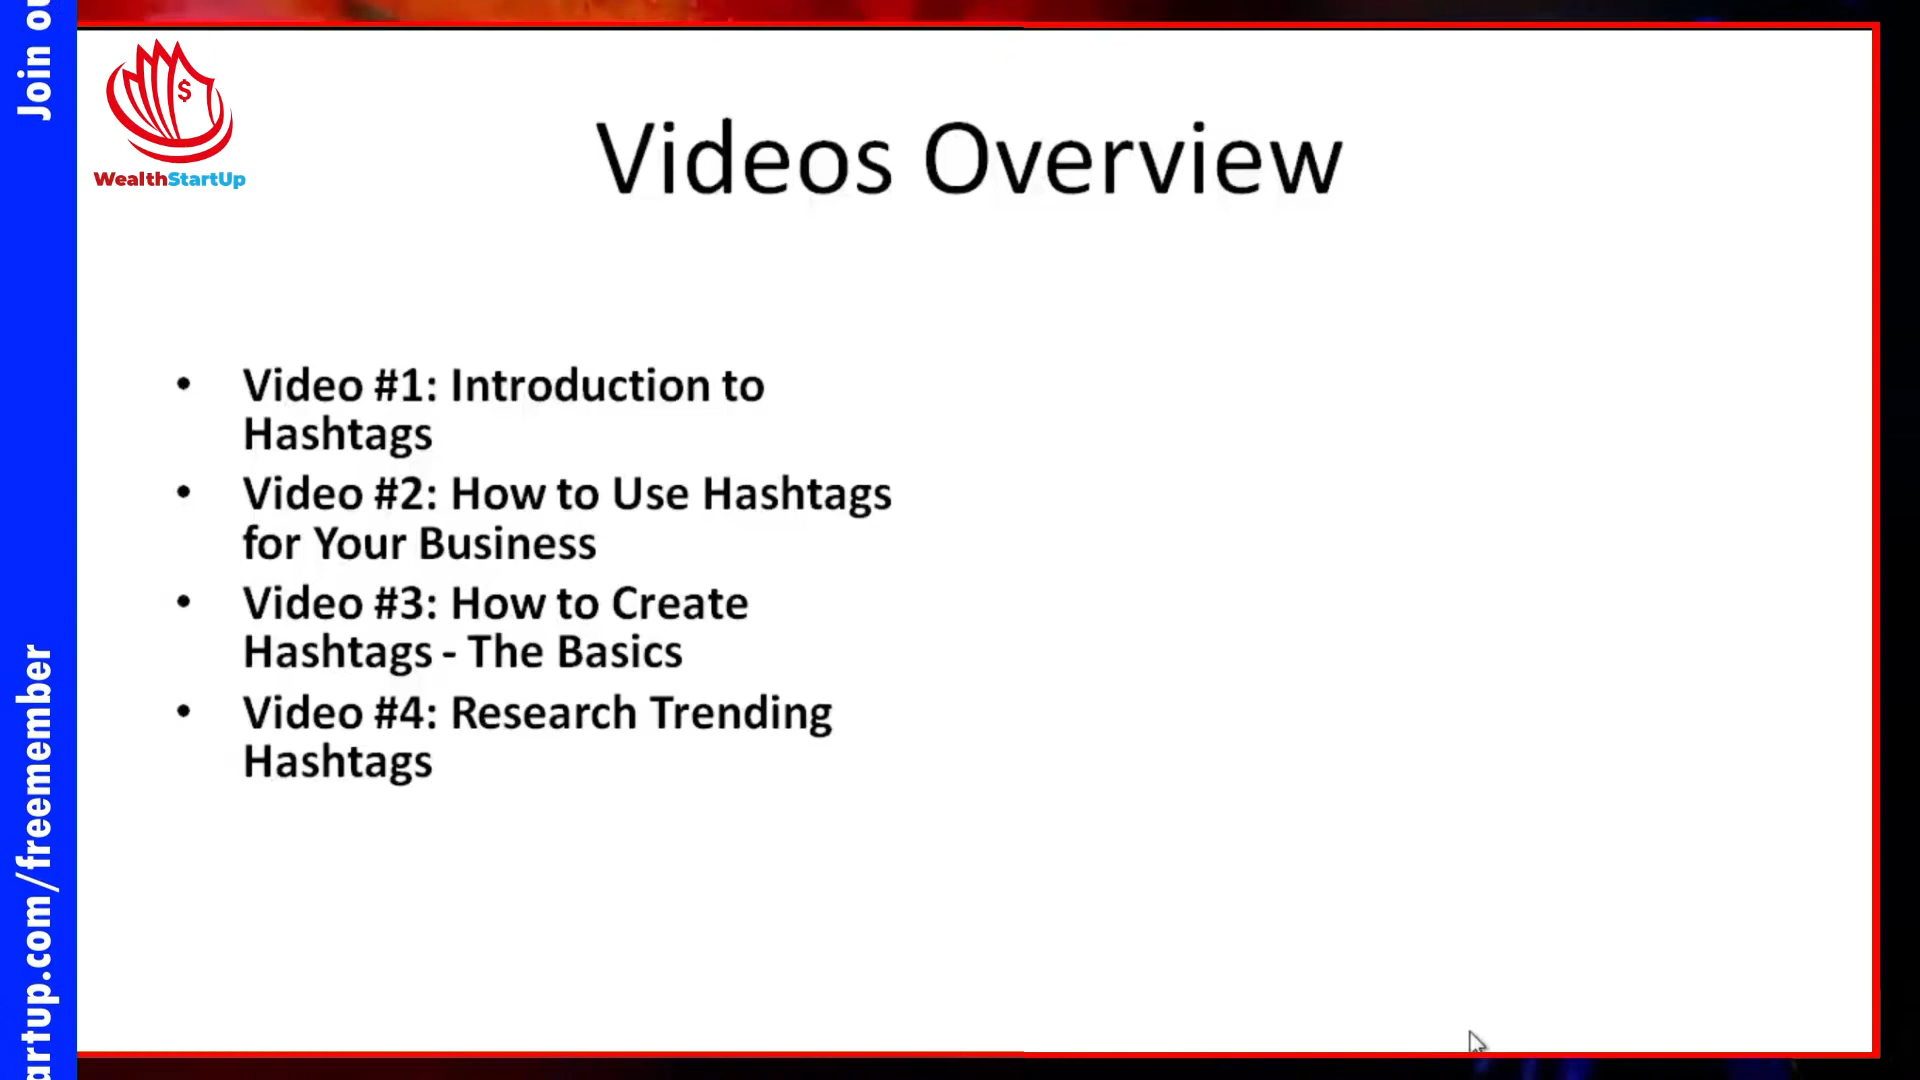 Join
artup.com/freemember
$
WealthStartUp
Videos Overview
• Video #1: Introduction to
Hashtags
• Video #2: How to Use Hashtags
for Your Business
• Video #3: How to Create
Hashtags - The Basics
• Video #4: Research Trending
Hashtags